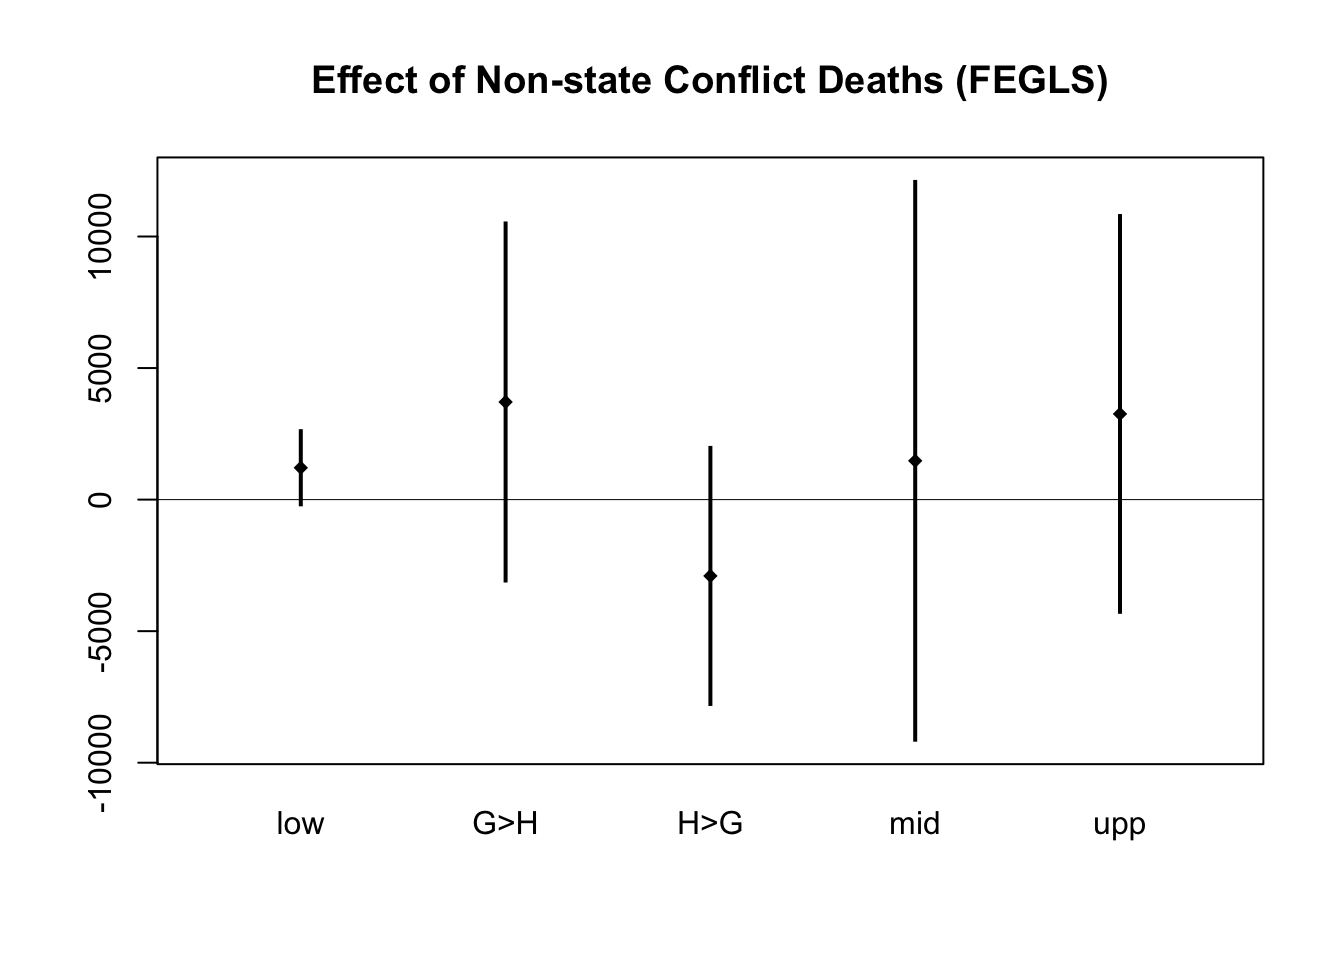 Effect of Non-state Conflict Deaths (FEGLS)
10000
5000
0
-5000
-10000
low G>H H>G mid upp